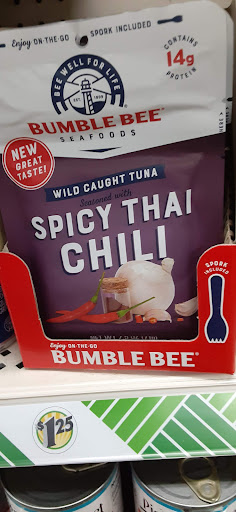 Enjoy ON-THE-GO
SPORK INCLUDED
BEE WELL FOR LIFE
EST 1899
CONTAINS
14g
PROTEIN
BUMBLE BEE®
SEAFOODS
NEW
GREAT
TASTE!
WILD CAUGHT TUNA
Seasoned with
SPICY THAI
CHILI
SPORK
INCLUDED
NET WT.
Enjoy ON-THE-GO
BUMBLE BEE®
$1.25